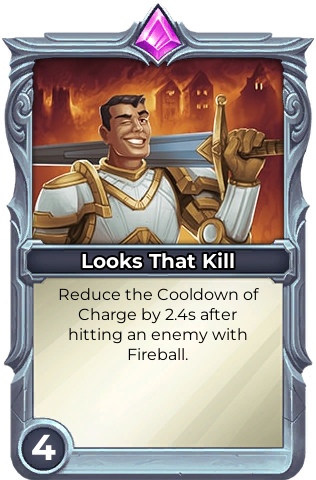 Looks That Kill
Reduce the Cooldown of
Charge by 2.4s after
hitting an enemy with
Fireball.
4